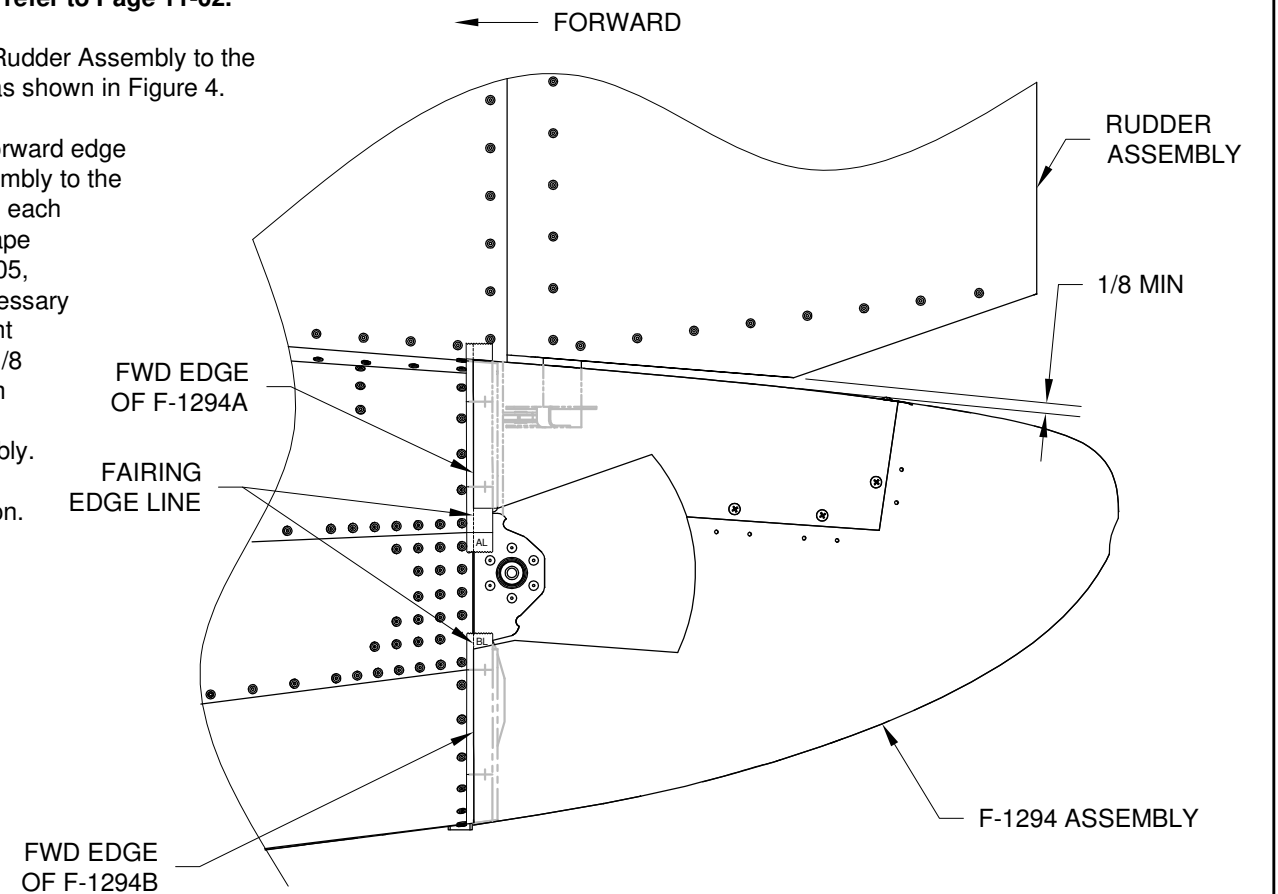 refer to Page 11-02.
Rudder Assembly to the
as shown in Figure 4.
orward edge
mbly to the
each
ape
05,
essary
nt
/8
n
bly.
on.
FORWARD
RUDDER
ASSEMBLY
1/8 MIN
FWD EDGE
OF F-1294A
FAIRING
EDGE LINE
AL
BL
F-1294 ASSEMBLY
FWD EDGE
OF F-1294B